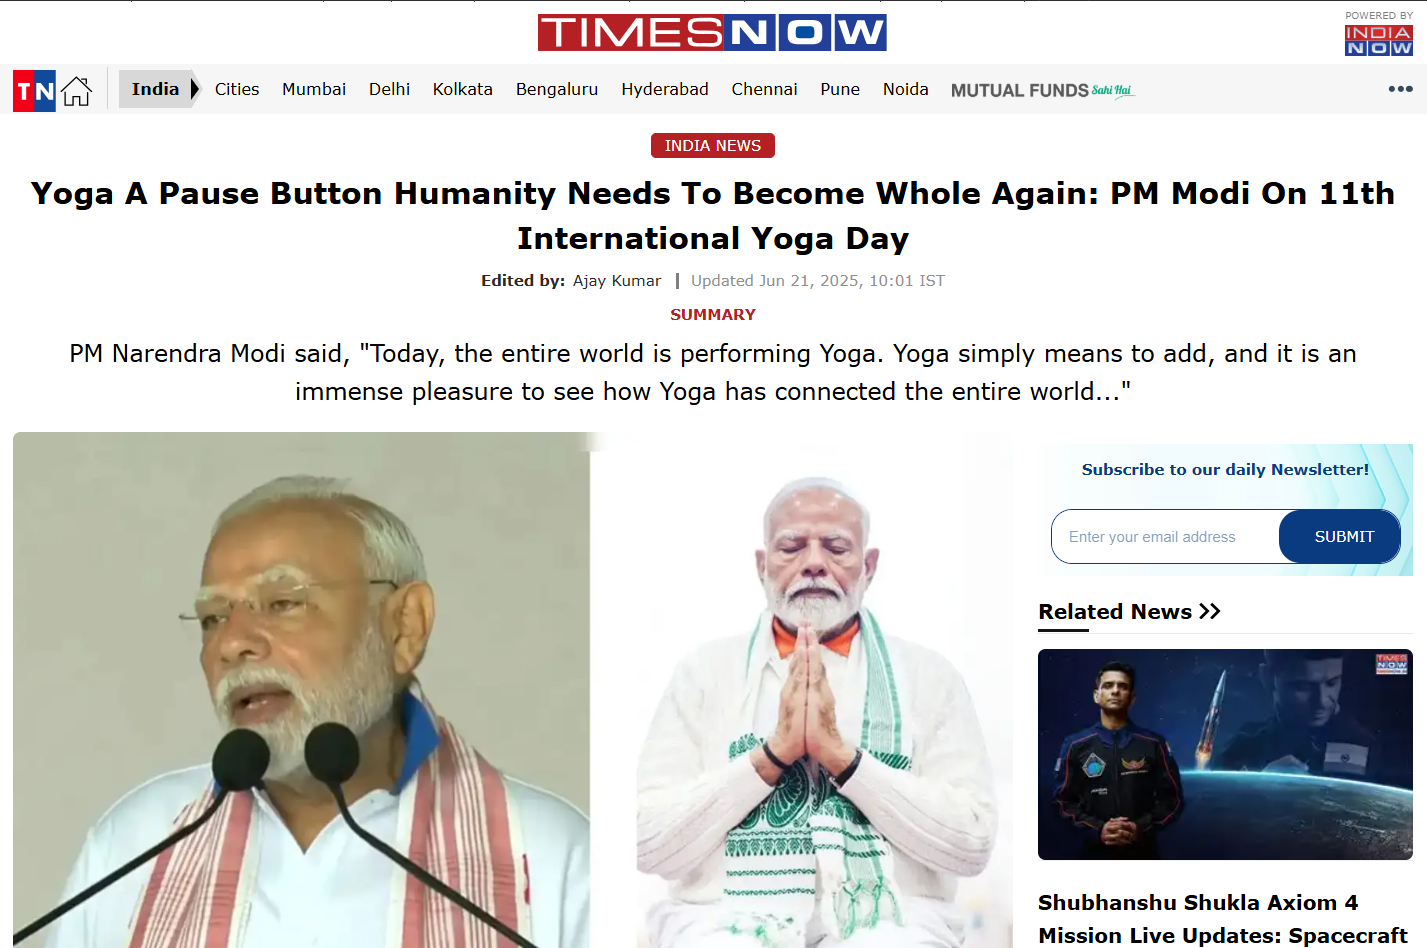 TIMES NOW
POWERED BY
INDIA
NOW
TN
India
Cities
Mumbai
Delhi
Kolkata
Bengaluru
Hyderabad
Chennai
Pune
Noida
MUTUAL FUNDS Sahi Hai
INDIA NEWS
Yoga A Pause Button Humanity Needs To Become Whole Again: PM Modi On 11th
International Yoga Day
Edited by: Ajay Kumar | Updated Jun 21, 2025, 10:01 IST
SUMMARY
PM Narendra Modi said, "Today, the entire world is performing Yoga. Yoga simply means to add, and it is an
immense pleasure to see how Yoga has connected the entire world..."
Subscribe to our daily Newsletter!
Enter your email address
SUBMIT
Related News
TIMES
NOW
Shubhanshu Shukla Axiom 4
Mission Live Updates: Spacecraft